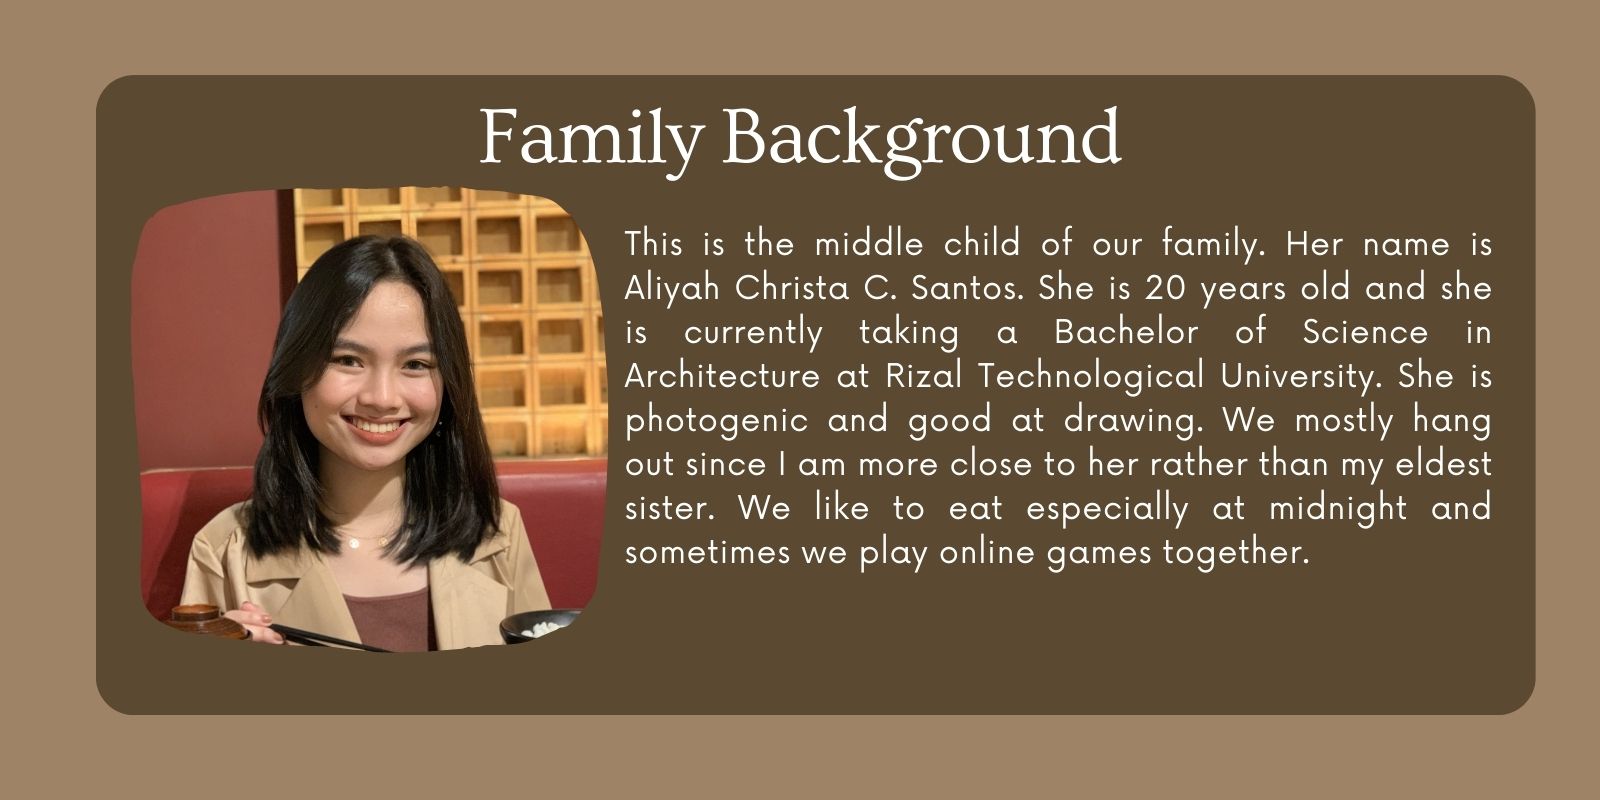 Family Background
This is the middle child of our family. Her name is
Aliyah Christa C. Santos. She is 20 years old and she
is currently taking a Bachelor of Science in
Architecture at Rizal Technological University. She is
photogenic and good at drawing. We mostly hang
out since I am more close to her rather than my eldest
sister. We like to eat especially at midnight and
sometimes we play online games together.